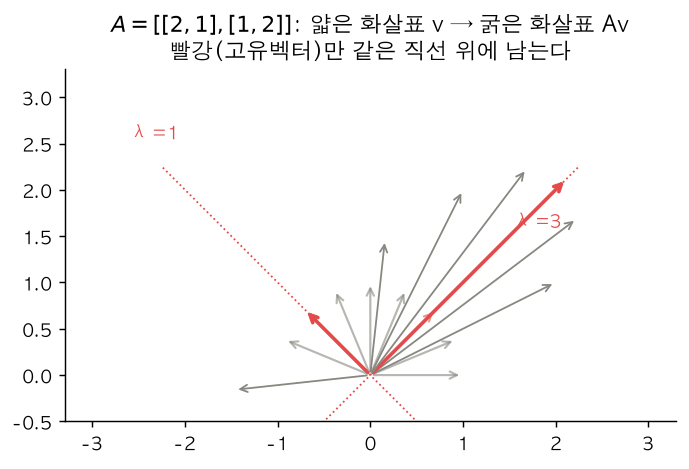 A = [[2, 1], [1, 2]]: 얇은 화살표 v → 굵은 화살표 Av
빨강(고유벡터)만 같은 직선 위에 남는다
3.0
λ =1
2.5
2.0
λ =3
1.5
1.0
0.5
0.0
-0.5
-3 -2 -1 0 1 2 3